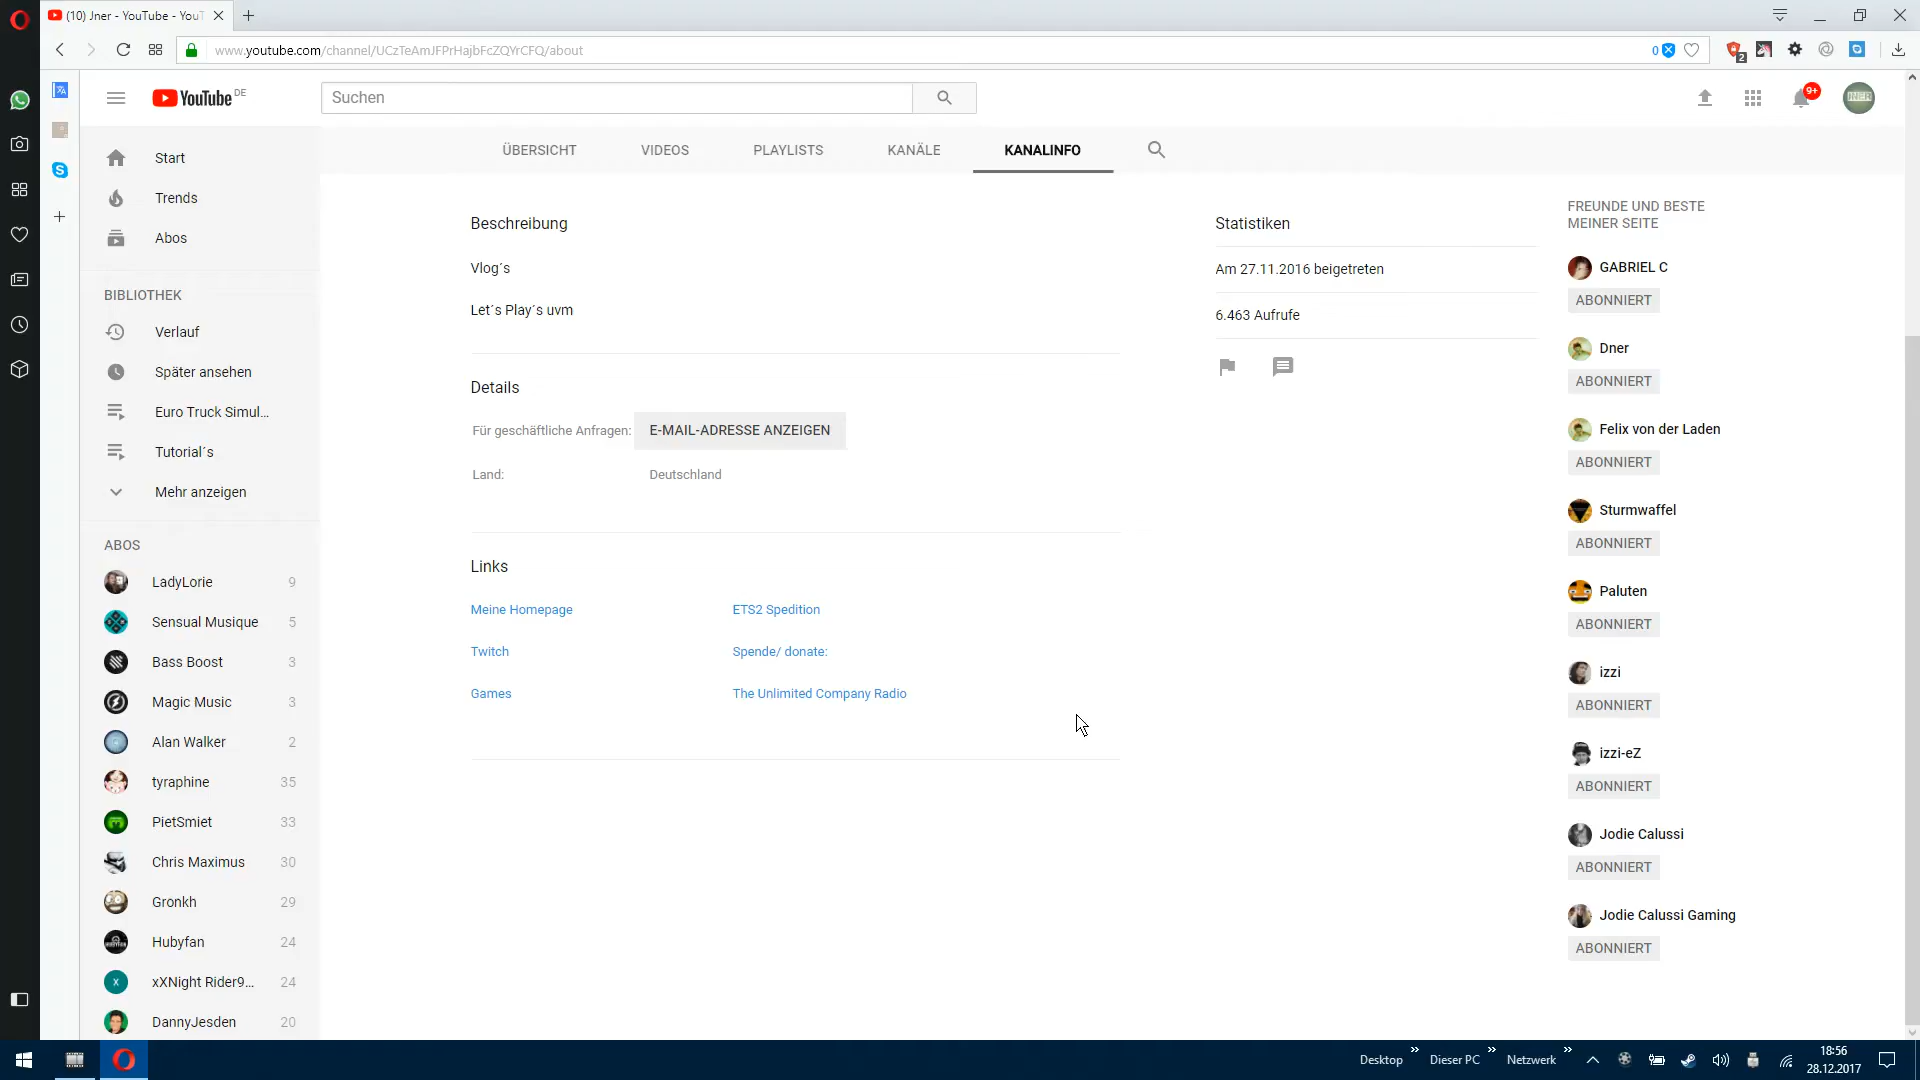 (10) Jner - YouTube - YouT
www.youtube.com/channel/UCzTeAmJFPrHajbFcZQYrCFQ/about
0
2
YouTube DE
Suchen
9+
JNER
Start
Trends
Abos
BIBLIOTHEK
Verlauf
Später ansehen
Euro Truck Simul...
Tutorial´s
Mehr anzeigen
ABOS
LadyLorie 9
Sensual Musique 5
Bass Boost 3
Magic Music 3
Alan Walker 2
tyraphine 35
PietSmiet 33
Chris Maximus 30
Gronkh 29
Hubyfan 24
x
xXNight Rider9... 24
DannyJesden 20
ÜBERSICHT
VIDEOS
PLAYLISTS
KANÄLE
KANALINFO
Beschreibung
Vlog´s
Let´s Play´s uvm
Details
Für geschäftliche Anfragen: E-MAIL-ADRESSE ANZEIGEN
Land: Deutschland
Links
Meine Homepage
ETS2 Spedition
Twitch
Spende/ donate:
Games
The Unlimited Company Radio
Statistiken
Am 27.11.2016 beigetreten
6.463 Aufrufe
FREUNDE UND BESTE
MEINER SEITE
GABRIEL C
ABONNIERT
Dner
ABONNIERT
Felix von der Laden
ABONNIERT
Sturmwaffel
ABONNIERT
Paluten
ABONNIERT
izzi
ABONNIERT
izzi-eZ
ABONNIERT
Jodie Calussi
ABONNIERT
Jodie Calussi Gaming
ABONNIERT
Desktop
Dieser PC
Netzwerk
18:56
28.12.2017